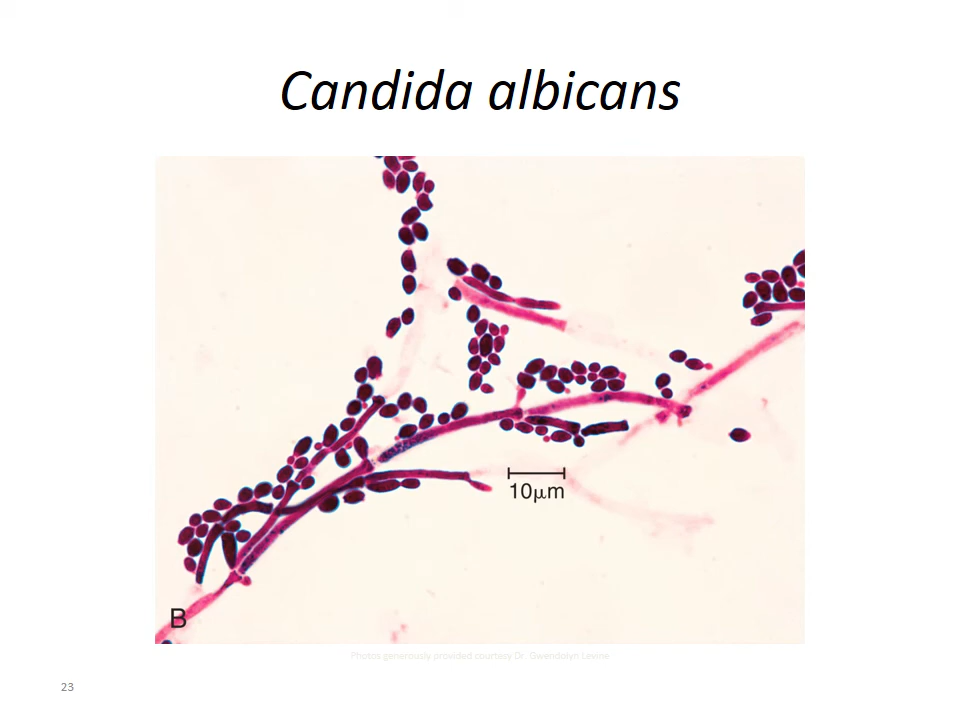 Candida albicans
10μm
B
Photos generously provided courtesy Dr. Gwendolyn Levine
23